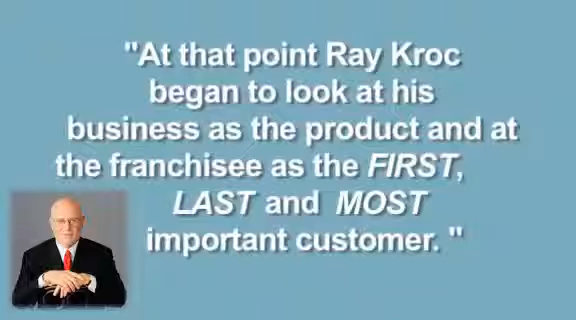 "At that point Ray Kroc
began to look at his
business as the product and at
the franchisee as the FIRST,
LAST and MOST
important customer. "